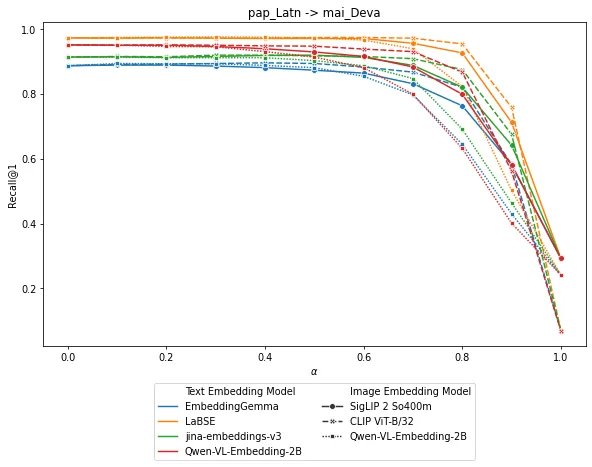 pap_Latn -> mai_Deva
Recall@1
1.0
0.8
0.6
0.4
0.2
0.0 0.2 0.4 0.6 0.8 1.0
α
Text Embedding Model Image Embedding Model
EmbeddingGemma SigLIP 2 So400m
LaBSE CLIP ViT-B/32
jina-embeddings-v3 Qwen-VL-Embedding-2B
Qwen-VL-Embedding-2B